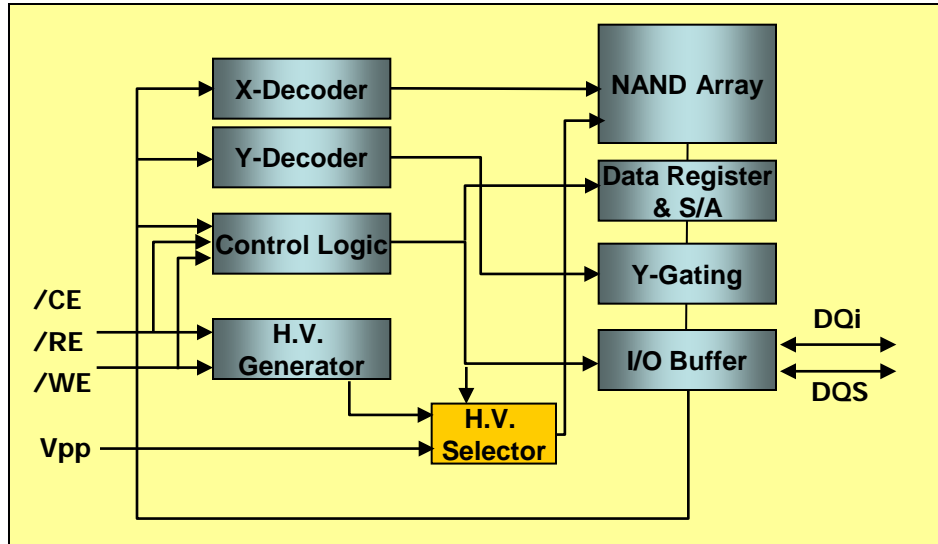 X-Decoder
NAND Array
Y-Decoder
Data Register
& S/A
Control Logic
Y-Gating
/CE
/RE
/WE
H.V.
Generator
I/O Buffer
DQi
DQS
Vpp
H.V.
Selector